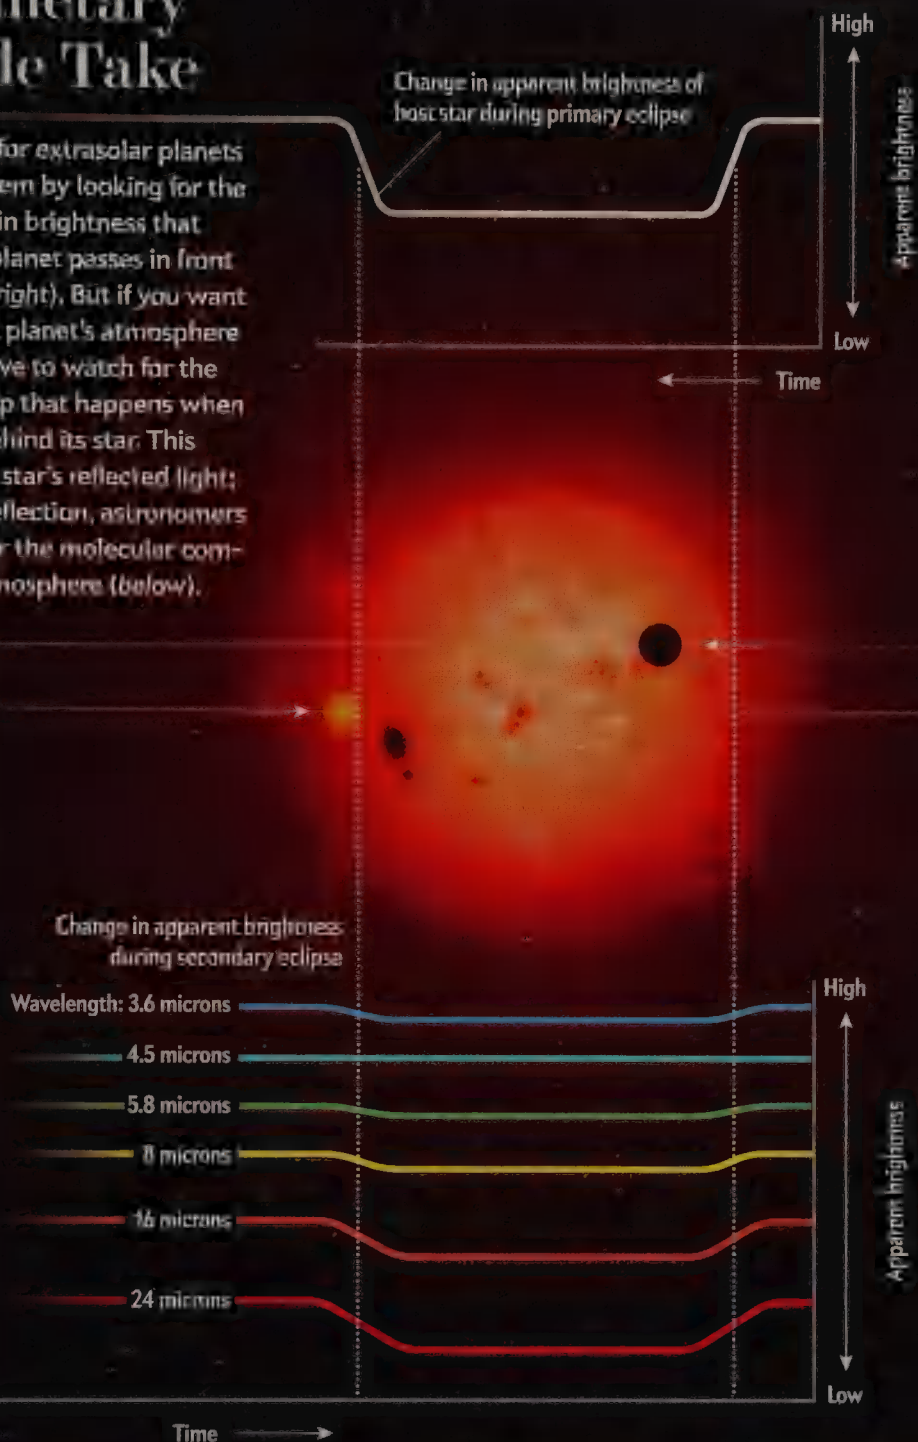 netary
le Take
for extrasolar planets
em by looking for the
in brightness that
planet passes in front
right). But if you want
planet's atmosphere
ve to watch for the
p that happens when
hind its star. This
star's reflected light;
eflection, astronomers
r the molecular com-
mosphere (below).
Change in apparent brightness of
host star during primary eclipse
High
Apparent brightness
Low
Time
Change in apparent brightness
during secondary eclipse
Wavelength: 3.6 microns
4.5 microns
5.8 microns
8 microns
16 microns
24 microns
High
Apparent brightness
Low
Time